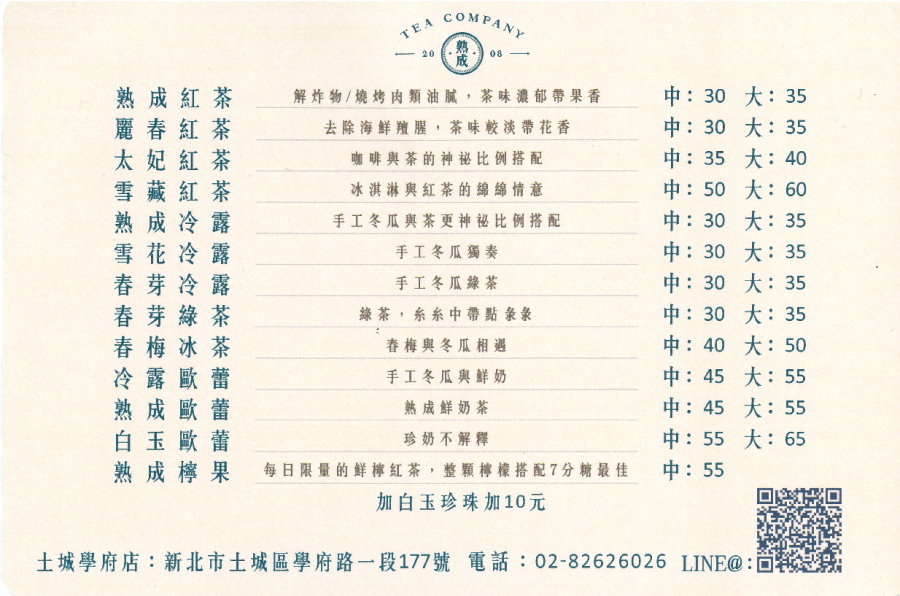 TEA COMPANY
20 熟成 08
熟成紅茶 解炸物/燒烤肉類油膩，茶味濃郁帶果香 中：30 大：35
麗春紅茶 去除海鮮羶腥，茶味較淡帶花香 中：30 大：35
太妃紅茶 咖啡與茶的神祕比例搭配 中：35 大：40
雪藏紅茶 冰淇淋與紅茶的綿綿情意 中：50 大：60
熟成冷露 手工冬瓜與茶更神祕比例搭配 中：30 大：35
雪花冷露 手工冬瓜獨奏 中：30 大：35
春芽冷露 手工冬瓜綠茶 中：30 大：35
春芽綠茶 綠茶，糸糸中帶點彖彖 中：30 大：35
春梅冰茶 春梅與冬瓜相遇 中：40 大：50
冷露歐蕾 手工冬瓜與鮮奶 中：45 大：55
熟成歐蕾 熟成鮮奶茶 中：45 大：55
白玉歐蕾 珍奶不解釋 中：55 大：65
熟成檸果 每日限量的鮮檸紅茶，整顆檸檬搭配7分糖最佳 中：55
加白玉珍珠加10元
土城學府店：新北市土城區學府路一段177號 電話：02-82626026 LINE@: